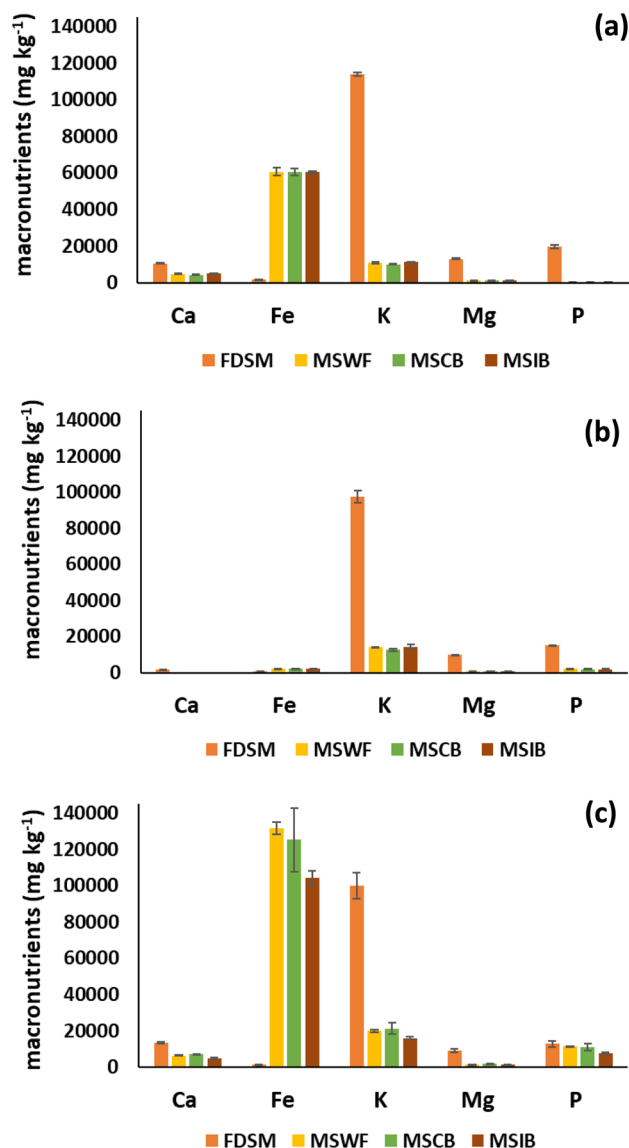 (a)
macronutrients (mg kg-1)
140000
120000
100000
80000
60000
40000
20000
0
Ca Fe K Mg P
FDSM MSWF MSCB MSIB
(b)
macronutrients (mg kg-1)
140000
120000
100000
80000
60000
40000
20000
0
Ca Fe K Mg P
FDSM MSWF MSCB MSIB
(c)
macronutrients (mg kg-1)
140000
120000
100000
80000
60000
40000
20000
0
Ca Fe K Mg P
FDSM MSWF MSCB MSIB